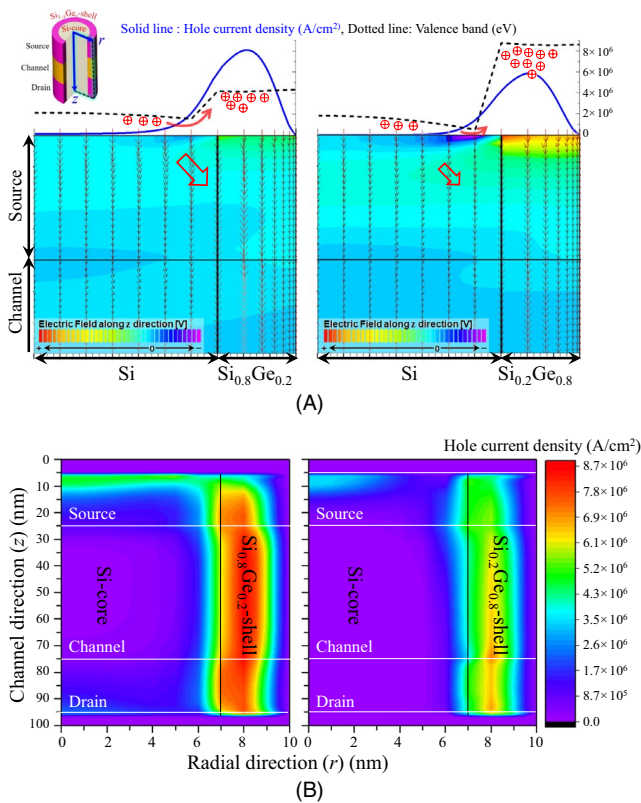 (A)
Solid line : Hole current density (A/cm²), Dotted line: Valence band (eV)
Si₁₋ₓGeₓ-shell
Si-core
r
Source
Channel
Drain
z
8× 10⁶
6× 10⁶
4× 10⁶
2× 10⁶
0
Source
Channel
Electric Field along z direction [V]
+ 0 −
Electric Field along z direction [V]
+ 0 −
Si Si₀.₈Ge₀.₂ Si Si₀.₂Ge₀.₈
(A)
(B)
Hole current density (A/cm²)
Channel direction (z) (nm)
0
10
20
30
40
50
60
70
80
90
100
Source
Si-core
Si₀.₈Ge₀.₂-shell
Channel
Drain
Source
Si-core
Si₀.₂Ge₀.₈-shell
Channel
Drain
8.7× 10⁶
7.8× 10⁶
6.9× 10⁶
6.1× 10⁶
5.2× 10⁶
4.3× 10⁶
3.5× 10⁶
2.6× 10⁶
1.7× 10⁶
8.7× 10⁵
0.0
0 2 4 6 8 10 0 2 4 6 8 10
Radial direction (r) (nm)
(B)